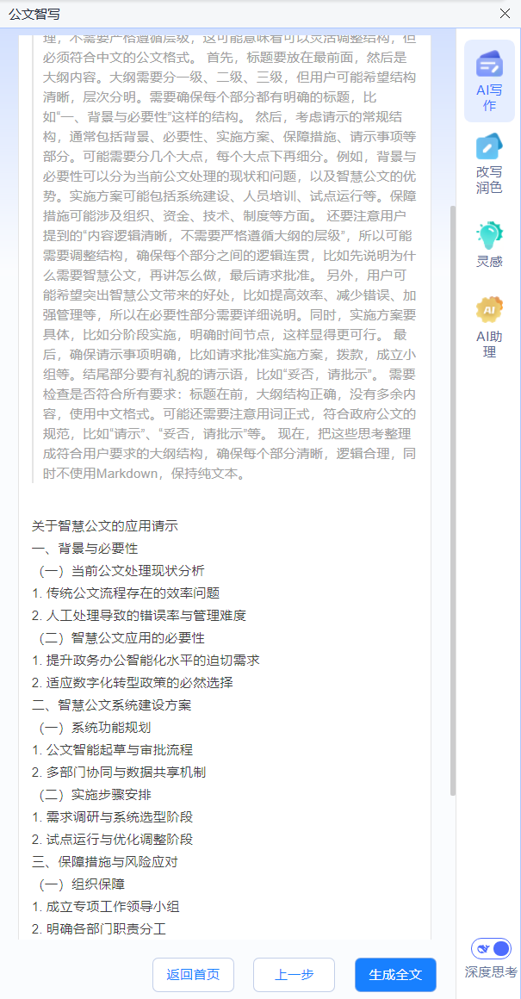 公文智写
理，不需要严格遵循层级，这可能意味着可以灵活调整结构，但
必须符合中文的公文格式。 首先，标题要放在最前面，然后是
大纲内容。大纲需要分一级、二级、三级，但用户可能希望结构
清晰，层次分明。需要确保每个部分都有明确的标题，比
如“一、背景与必要性”这样的结构。 然后，考虑请示的常规结
构，通常包括背景、必要性、实施方案、保障措施、请示事项等
部分。可能需要分几个大点，每个大点下再细分。例如，背景与
必要性可以分为当前公文处理的现状和问题，以及智慧公文的优
势。实施方案可能包括系统建设、人员培训、试点运行等。保障
措施可能涉及组织、资金、技术、制度等方面。 还要注意用户
提到的“内容逻辑清晰，不需要严格遵循大纲的层级”，所以可能
需要调整结构，确保每个部分之间的逻辑连贯，比如先说明为什
么需要智慧公文，再讲怎么做，最后请求批准。 另外，用户可
能希望突出智慧公文带来的好处，比如提高效率、减少错误、加
强管理等，所以在必要性部分需要详细说明。同时，实施方案要
具体，比如分阶段实施，明确时间节点，这样显得更可行。 最
后，确保请示事项明确，比如请求批准实施方案，拨款，成立小
组等。结尾部分要有礼貌的请示语，比如“妥否，请批示”。 需要
检查是否符合所有要求：标题在前，大纲结构正确，没有多余内
容，使用中文格式。可能还需要注意用词正式，符合政府公文的
规范，比如“请示”、“妥否，请批示”等。 现在，把这些思考整理
成符合用户要求的大纲结构，确保每个部分清晰，逻辑合理，同
时不使用Markdown，保持纯文本。
关于智慧公文的应用请示
一、背景与必要性
（一）当前公文处理现状分析
1. 传统公文流程存在的效率问题
2. 人工处理导致的错误率与管理难度
（二）智慧公文应用的必要性
1. 提升政务办公智能化水平的迫切需求
2. 适应数字化转型政策的必然选择
二、智慧公文系统建设方案
（一）系统功能规划
1. 公文智能起草与审批流程
2. 多部门协同与数据共享机制
（二）实施步骤安排
1. 需求调研与系统选型阶段
2. 试点运行与优化调整阶段
三、保障措施与风险应对
（一）组织保障
1. 成立专项工作领导小组
2. 明确各部门职责分工
返回首页
上一步
生成全文
AI写
作
改写
润色
灵感
AI
AI助
理
深度思考